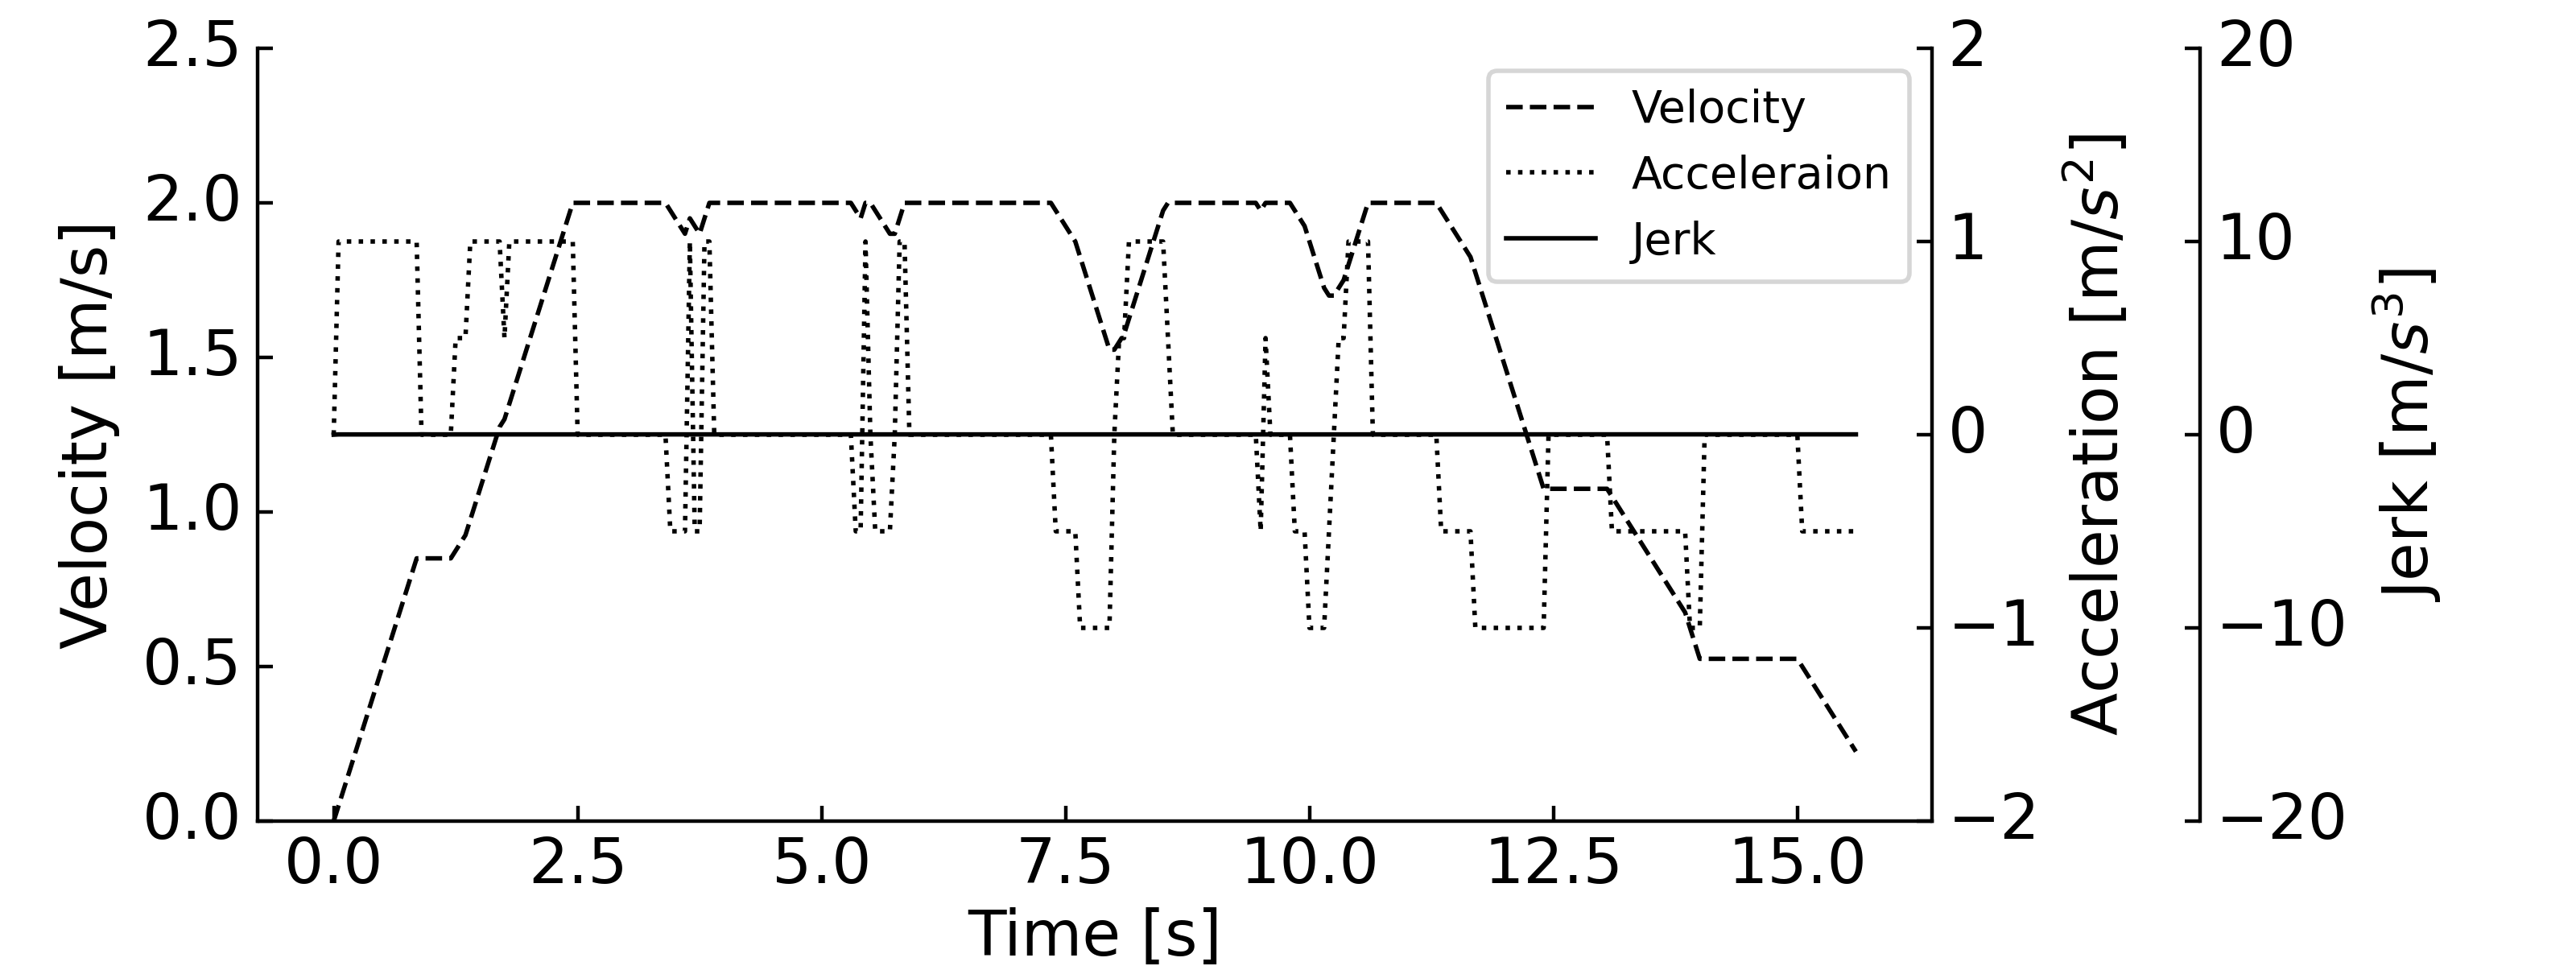 2.5
2.0
1.5
1.0
0.5
0.0
Velocity [m/s]
0.0 2.5 5.0 7.5 10.0 12.5 15.0
Time [s]
Velocity
Acceleraion
Jerk
2
1
0
−1
−2
Acceleration [m/s²]
20
10
0
−10
−20
Jerk [m/s³]